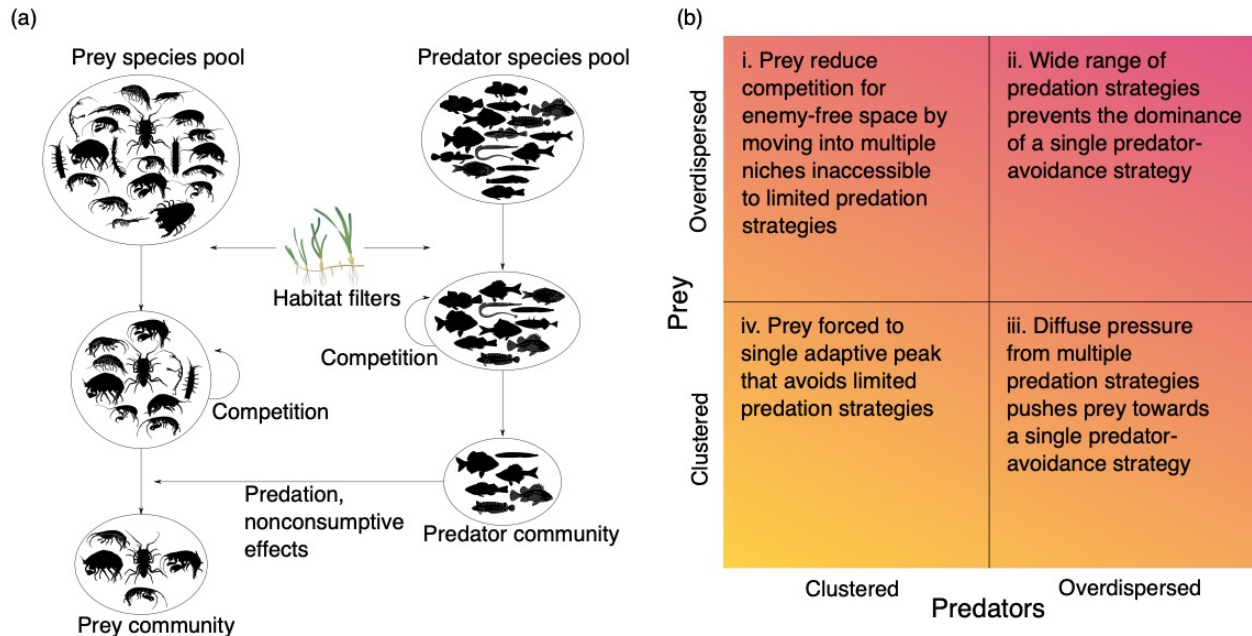 (a)
Prey species pool
Predator species pool
Habitat filters
Competition
Competition
Predation,
nonconsumptive
effects
Predator community
Prey community
(b)
Prey
Overdispersed
Clustered
i. Prey reduce
competition for
enemy-free space by
moving into multiple
niches inaccessible
to limited predation
strategies
ii. Wide range of
predation strategies
prevents the dominance
of a single predator-
avoidance strategy
iv. Prey forced to
single adaptive peak
that avoids limited
predation strategies
iii. Diffuse pressure
from multiple
predation strategies
pushes prey towards
a single predator-
avoidance strategy
Clustered
Overdispersed
Predators